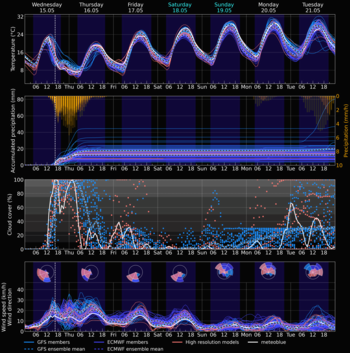 Wednesday Thursday Friday Saturday Sunday Monday Tuesday
15.05 16.05 17.05 18.05 19.05 20.05 21.05
Temperature (°C)
32
24
16
8
06 12 18 Thu 06 12 18 Fri 06 12 18 Sat 06 12 18 Sun 06 12 18 Mon 06 12 18 Tue 06 12 18
Accumulated precipitation (mm)
80
60
40
20
0
Precipitation (mm/h)
0
2
4
6
8
10
06 12 18 Thu 06 12 18 Fri 06 12 18 Sat 06 12 18 Sun 06 12 18 Mon 06 12 18 Tue 06 12 18
Cloud cover (%)
100
80
60
40
20
0
06 12 18 Thu 06 12 18 Fri 06 12 18 Sat 06 12 18 Sun 06 12 18 Mon 06 12 18 Tue 06 12 18
Wind speed (km/h)
Wind direction
40
30
20
10
0
06 12 18 Thu 06 12 18 Fri 06 12 18 Sat 06 12 18 Sun 06 12 18 Mon 06 12 18 Tue 06 12 18
GFS members ECMWF members High resolution models meteoblue
GFS ensemble mean ECMWF ensemble mean